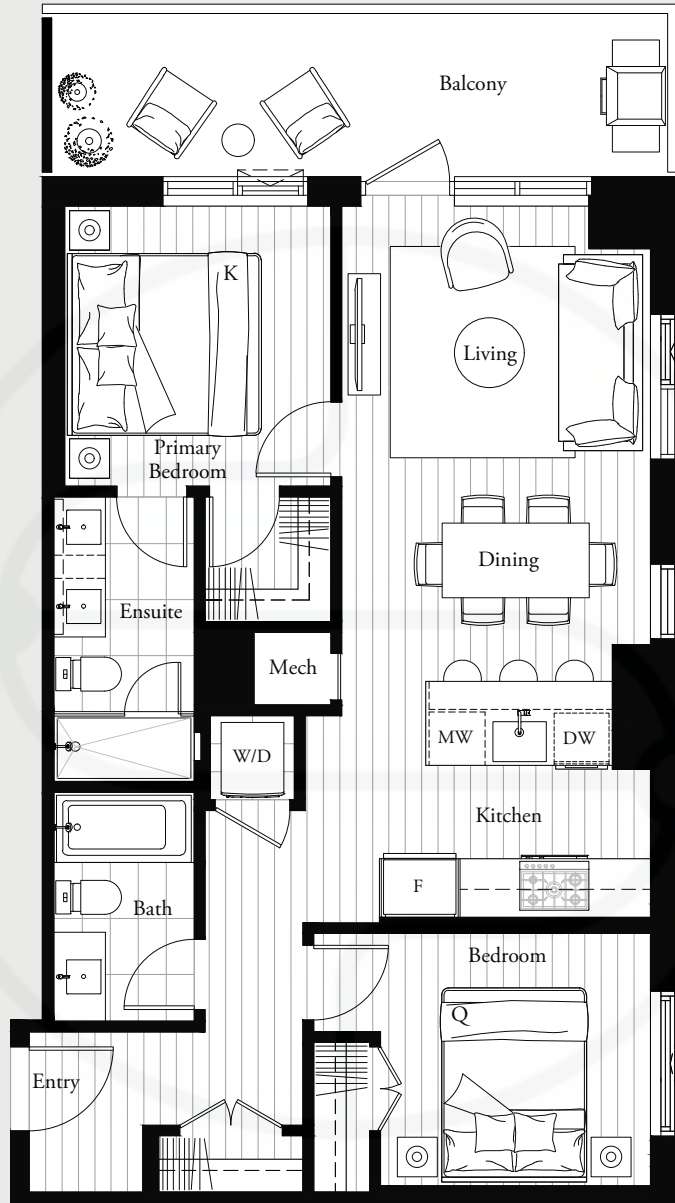 Balcony
K
Living
Primary
Bedroom
Dining
Ensuite
Mech
MW
DW
W/D
Kitchen
F
Bath
Bedroom
Q
Entry